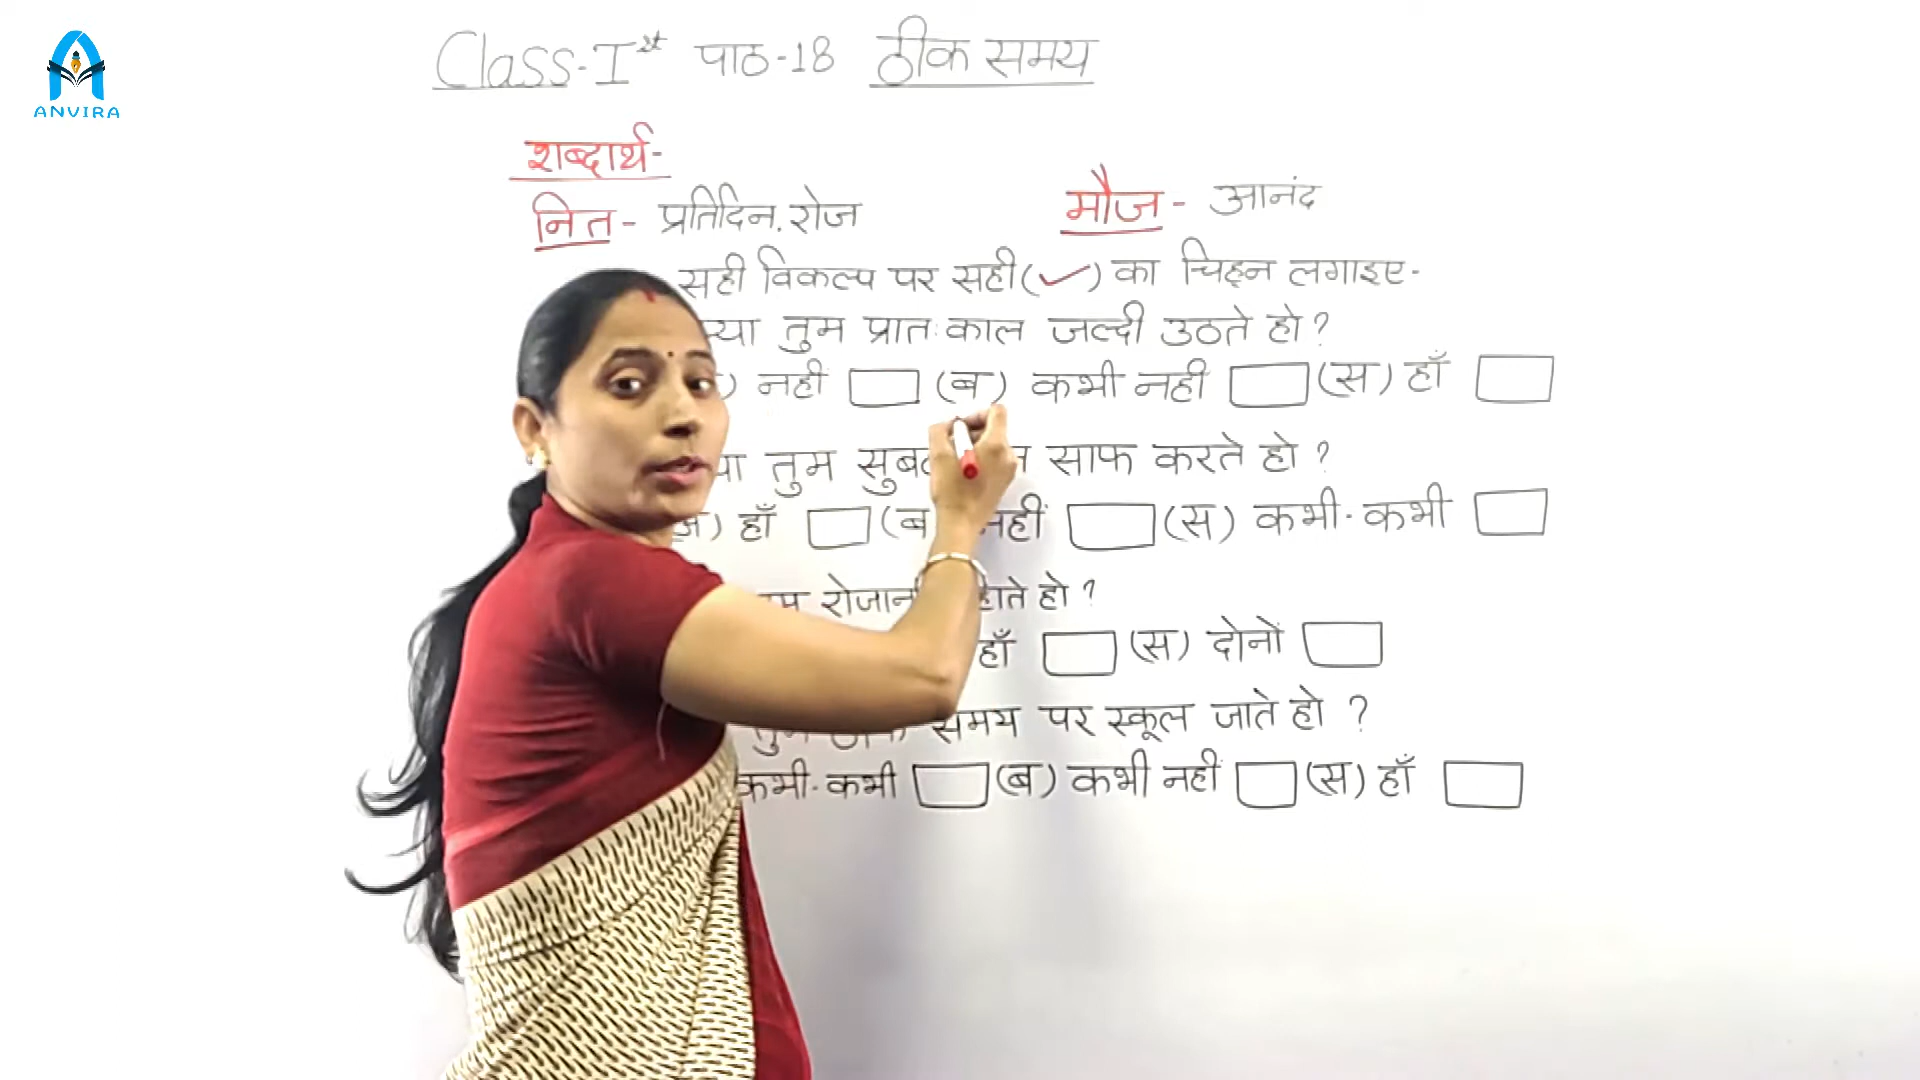 ANVIRA
Class-Ist पाठ-18 ठीक समय
शब्दार्थ-
नित- प्रतिदिन, रोज मौज- आनंद
सही विकल्प पर सही(✓) का चिह्न लगाइए-
तुम प्रातःकाल जल्दी उठते हो?
नहीं (ब) कभी नहीं (स) हाँ
तुम साफ करते हो?
हाँ (ब नहीं (स) कभी-कभी
हो?
हाँ (स) दोनों
समय पर स्कूल जाते हो?
कभी-कभी (ब) कभी नहीं (स) हाँ